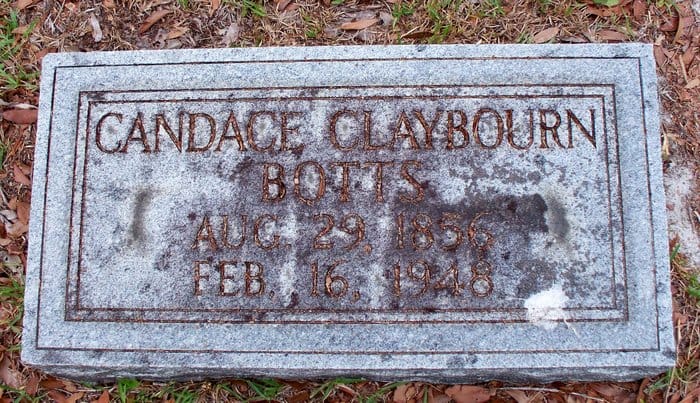 CANDACE CLAYBOURN
BOTTS
AUG. 29, 1856
FEB. 16, 1948